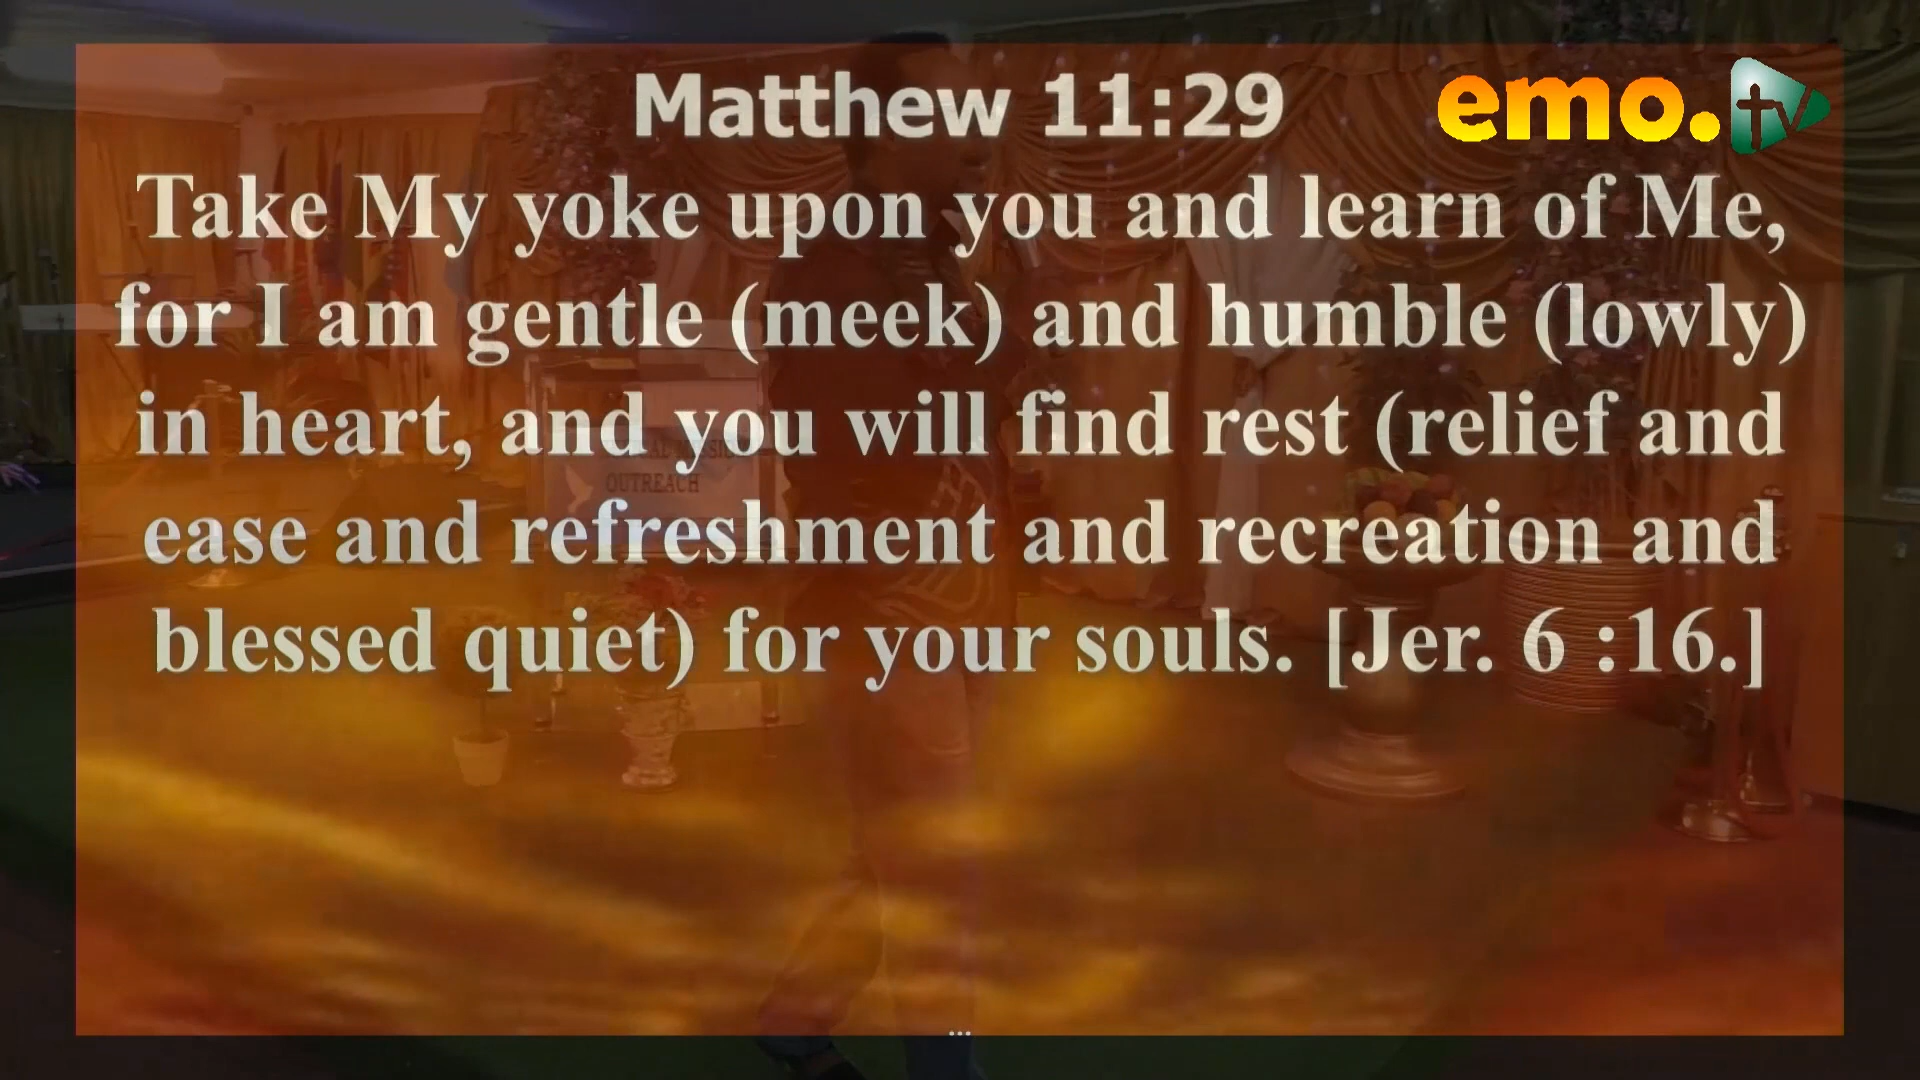 Matthew 11:29
emo.tv
Take My yoke upon you and learn of Me,
for I am gentle (meek) and humble (lowly)
in heart, and you will find rest (relief and
ease and refreshment and recreation and
blessed quiet) for your souls. [Jer. 6 :16.]
OUTREACH
...